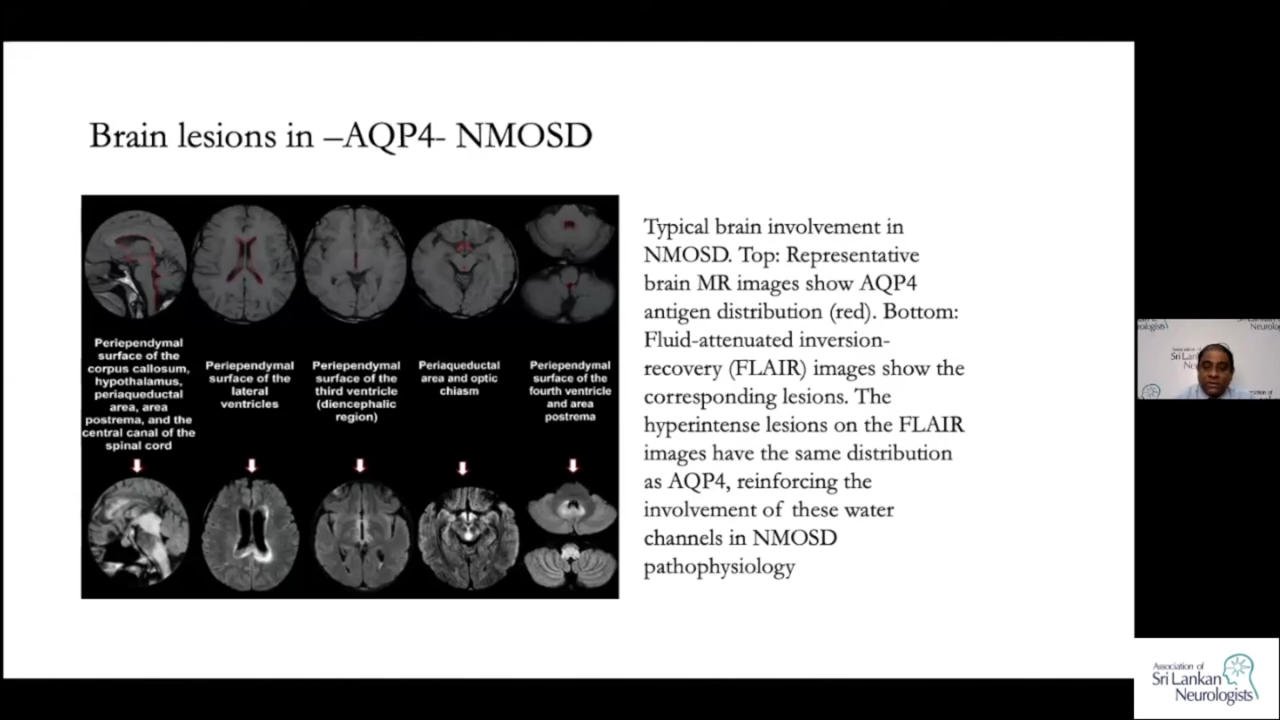 Brain lesions in –AQP4- NMOSD
Periependymal
surface of the
corpus callosum,
hypothalamus,
periaqueductal
area, area
postrema, and the
central canal of the
spinal cord
Periependymal
surface of the
lateral
ventricles
Periependymal
surface of the
third ventricle
(diencephalic
region)
Periaqueductal
area and optic
chiasm
Periependymal
surface of the
fourth ventricle
and area
postrema
Typical brain involvement in
NMOSD. Top: Representative
brain MR images show AQP4
antigen distribution (red). Bottom:
Fluid-attenuated inversion-
recovery (FLAIR) images show the
corresponding lesions. The
hyperintense lesions on the FLAIR
images have the same distribution
as AQP4, reinforcing the
involvement of these water
channels in NMOSD
pathophysiology
Association of
Sri Lankan
Neurologists